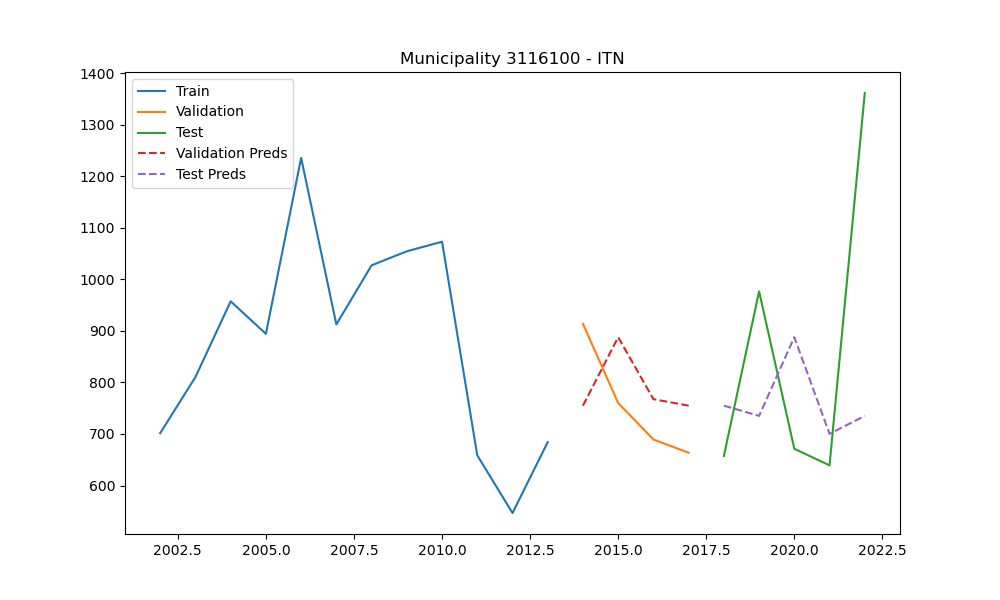 Municipality 3116100 - ITN
1400
1300
1200
1100
1000
900
800
700
600
Train
Validation
Test
Validation Preds
Test Preds
2002.5 2005.0 2007.5 2010.0 2012.5 2015.0 2017.5 2020.0 2022.5